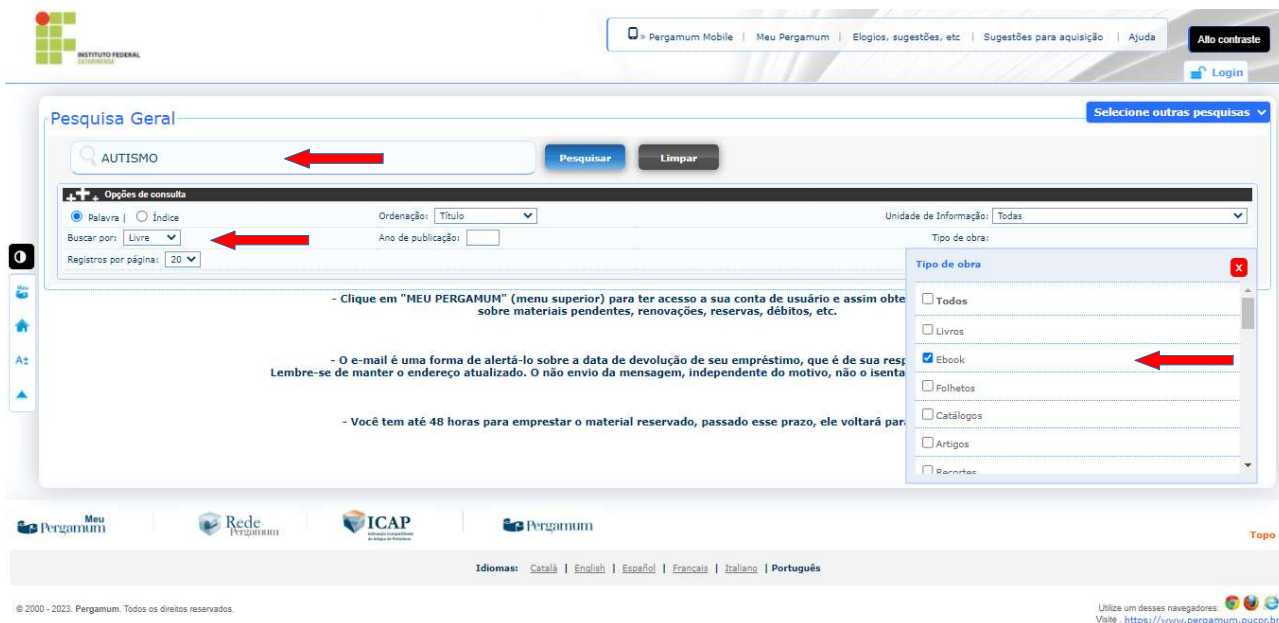 INSTITUTO FEDERAL
CATARINENSE
» Pergamum Mobile | Meu Pergamum | Elogios, sugestões, etc | Sugestões para aquisição | Ajuda
Alto contraste
Login
Pesquisa Geral
Selecione outras pesquisas
AUTISMO
Pesquisar
Limpar
Opções de consulta
Palavra | Índice
Ordenação: Título
Unidade de Informação: Todas
Buscar por: Livre
Ano de publicação:
Tipo de obra:
Registros por página: 20
Tipo de obra
x
Todos
Livros
Ebook
Folhetos
Catálogos
Artigos
Recortes
- Clique em "MEU PERGAMUM" (menu superior) para ter acesso a sua conta de usuário e assim obte
sobre materiais pendentes, renovações, reservas, débitos, etc.
- O e-mail é uma forma de alertá-lo sobre a data de devolução de seu empréstimo, que é de sua resp
Lembre-se de manter o endereço atualizado. O não envio da mensagem, independente do motivo, não o isenta
- Você tem até 48 horas para emprestar o material reservado, passado esse prazo, ele voltará par
Meu
A±
Meu
Pergamum
Rede
Pergamum
ICAP
Pergamum
Topo
Idiomas: Català | English | Español | Français | Italiano | Português
© 2000 - 2023. Pergamum. Todos os direitos reservados.
Utilize um desses navegadores:
Visite . https://www.pergamum.pucpr.br